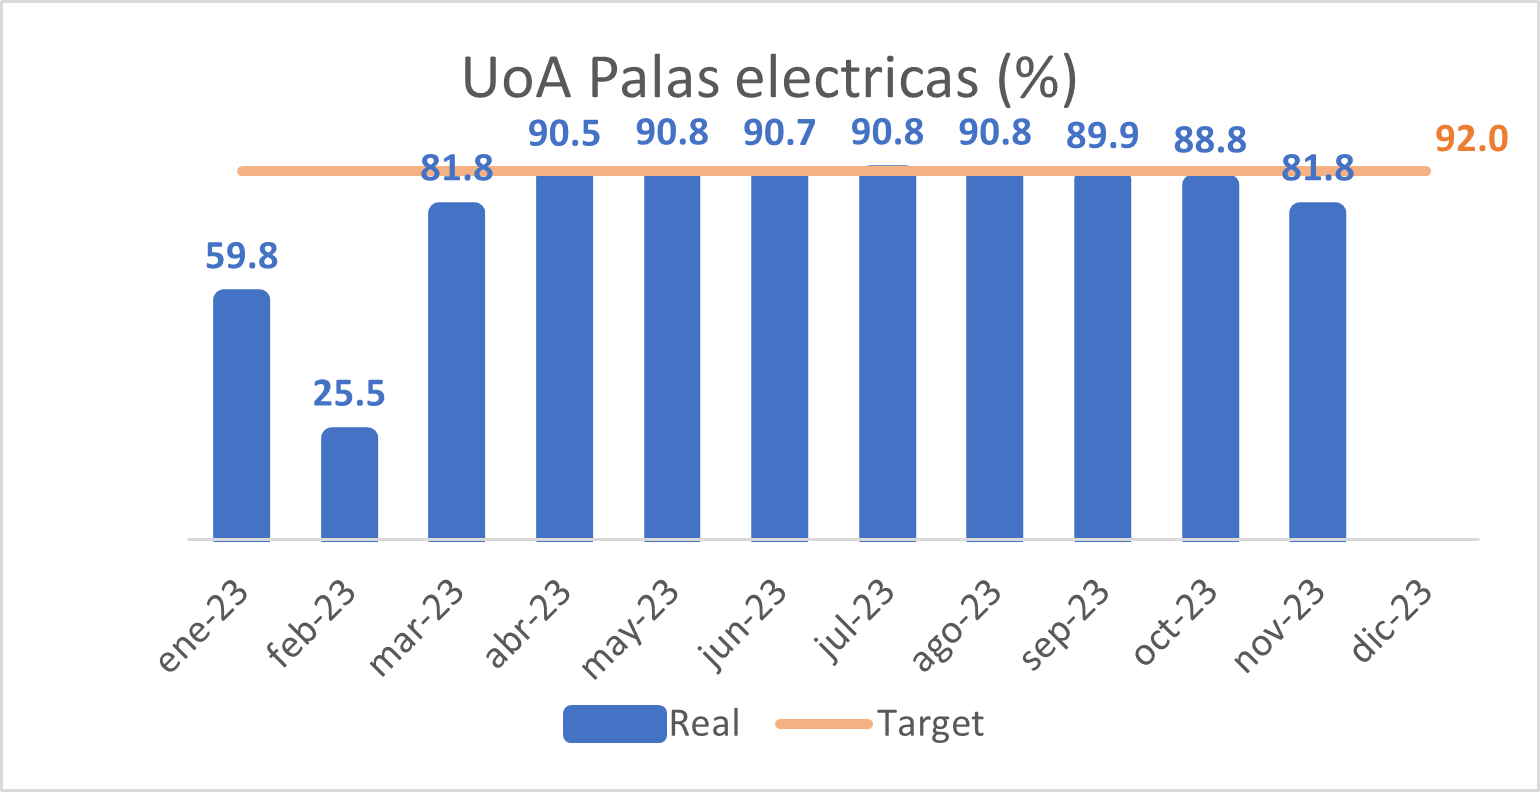 UoA Palas electricas (%)
59.8
25.5
81.8
90.5
90.8
90.7
90.8
90.8
89.9
88.8
81.8
92.0
ene-23
feb-23
mar-23
abr-23
may-23
jun-23
jul-23
ago-23
sep-23
oct-23
nov-23
dic-23
Real
Target